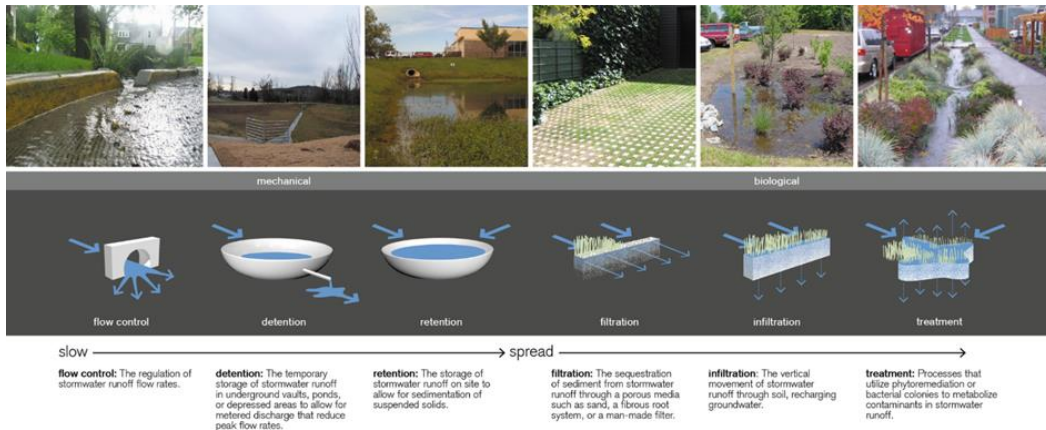 mechanical
biological
flow control
detention
retention
filtration
infiltration
treatment
slow
spread
flow control: The regulation of
stormwater runoff flow rates.
detention: The temporary
storage of stormwater runoff
in underground vaults, ponds,
or depressed areas to allow for
metered discharge that reduce
peak flow rates.
retention: The storage of
stormwater runoff on site to
allow for sedimentation of
suspended solids.
filtration: The sequestration
of sediment from stormwater
runoff through a porous media
such as sand, a fibrous root
system, or a man-made filter.
infiltration: The vertical
movement of stormwater
runoff through soil, recharging
groundwater.
treatment: Processes that
utilize phytoremediation or
bacterial colonies to metabolize
contaminants in stormwater
runoff.